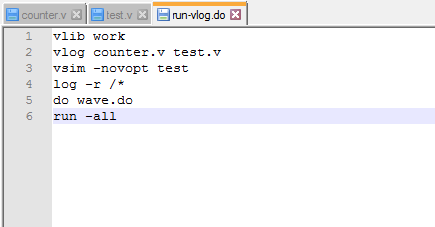 counter.v test.v run-vlog.do
1 vlib work
2 vlog counter.v test.v
3 vsim -novopt test
4 log -r /*
5 do wave.do
6 run -all